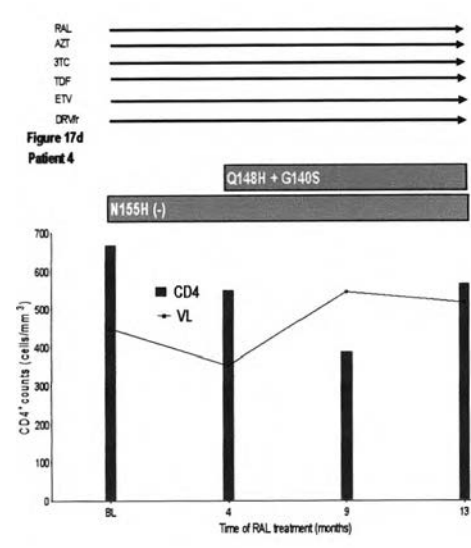 RAL
AZT
3TC
TDF
ETV
DRV/r
Figure 17d
Patient 4
Q148H + G140S
N155H (-)
700
600
500
400
300
200
100
0
CD4⁺ counts (cells/mm³)
CD4
VL
BL 4 9 13
Time of RAL treatment (months)